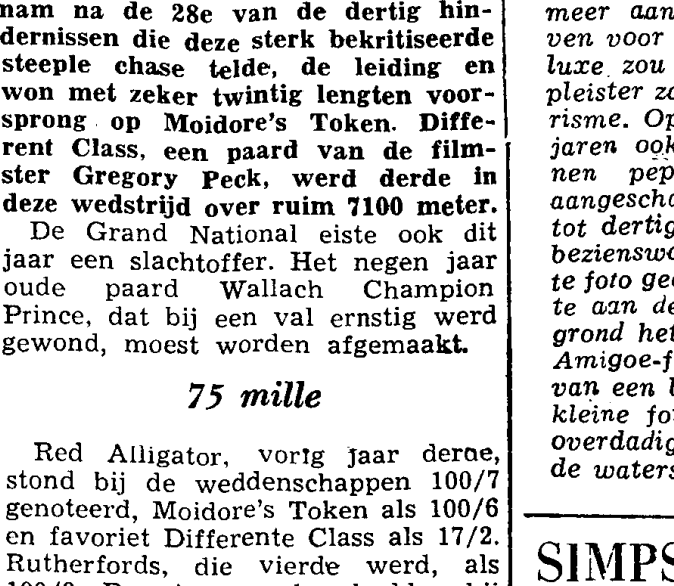 nam na de 28e van de dertig hin-
dernissen die deze sterk bekritiseerde
steeple chase telde, de leiding en
won met zeker twintig lengten voor-
sprong op Moidore's Token. Diffe-
rent Class, een paard van de film-
ster Gregory Peck, werd derde in
deze wedstrijd over ruim 7100 meter.
De Grand National eiste ook dit
jaar een slachtoffer. Het negen jaar
oude paard Wallach Champion
Prince, dat bij een val ernstig werd
gewond, moest worden afgemaakt.
75 mille
Red Alligator, vorig jaar derde,
stond bij de weddenschappen 100/7
genoteerd, Moidore's Token als 100/6
en favoriet Differente Class als 17/2.
Rutherfords, die vierde werd, als
meer aan
ven voor
luxe zou
pleister
risme. Op
jaren ook
nen pep
tot dertig
te foto
te aan
grond het
van een
kleine
overdadig
de waters
SIMPS